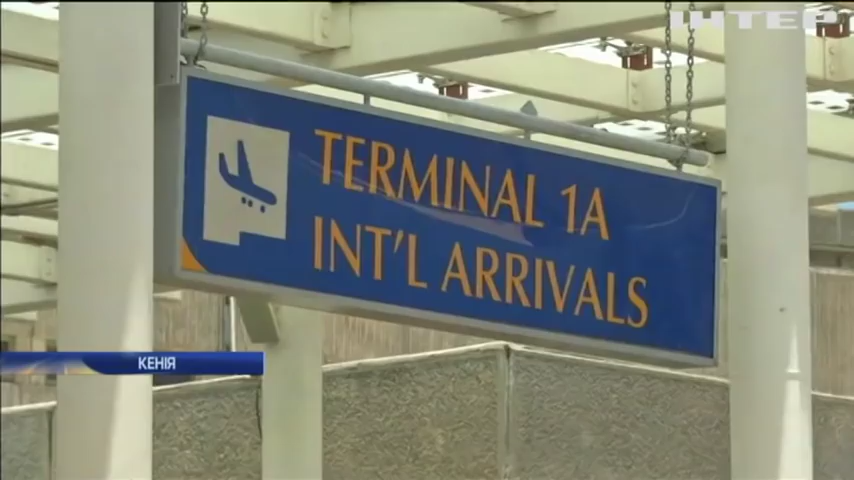 ІНТЕР
TERMINAL 1A
INT'L ARRIVALS
КЕНІЯ